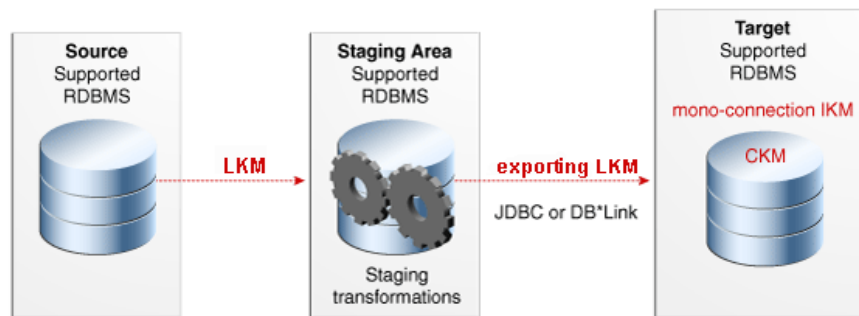 Source
Supported
RDBMS
LKM
Staging Area
Supported
RDBMS
Staging
transformations
exporting LKM
JDBC or DB*Link
Target
Supported
RDBMS
mono-connection IKM
CKM